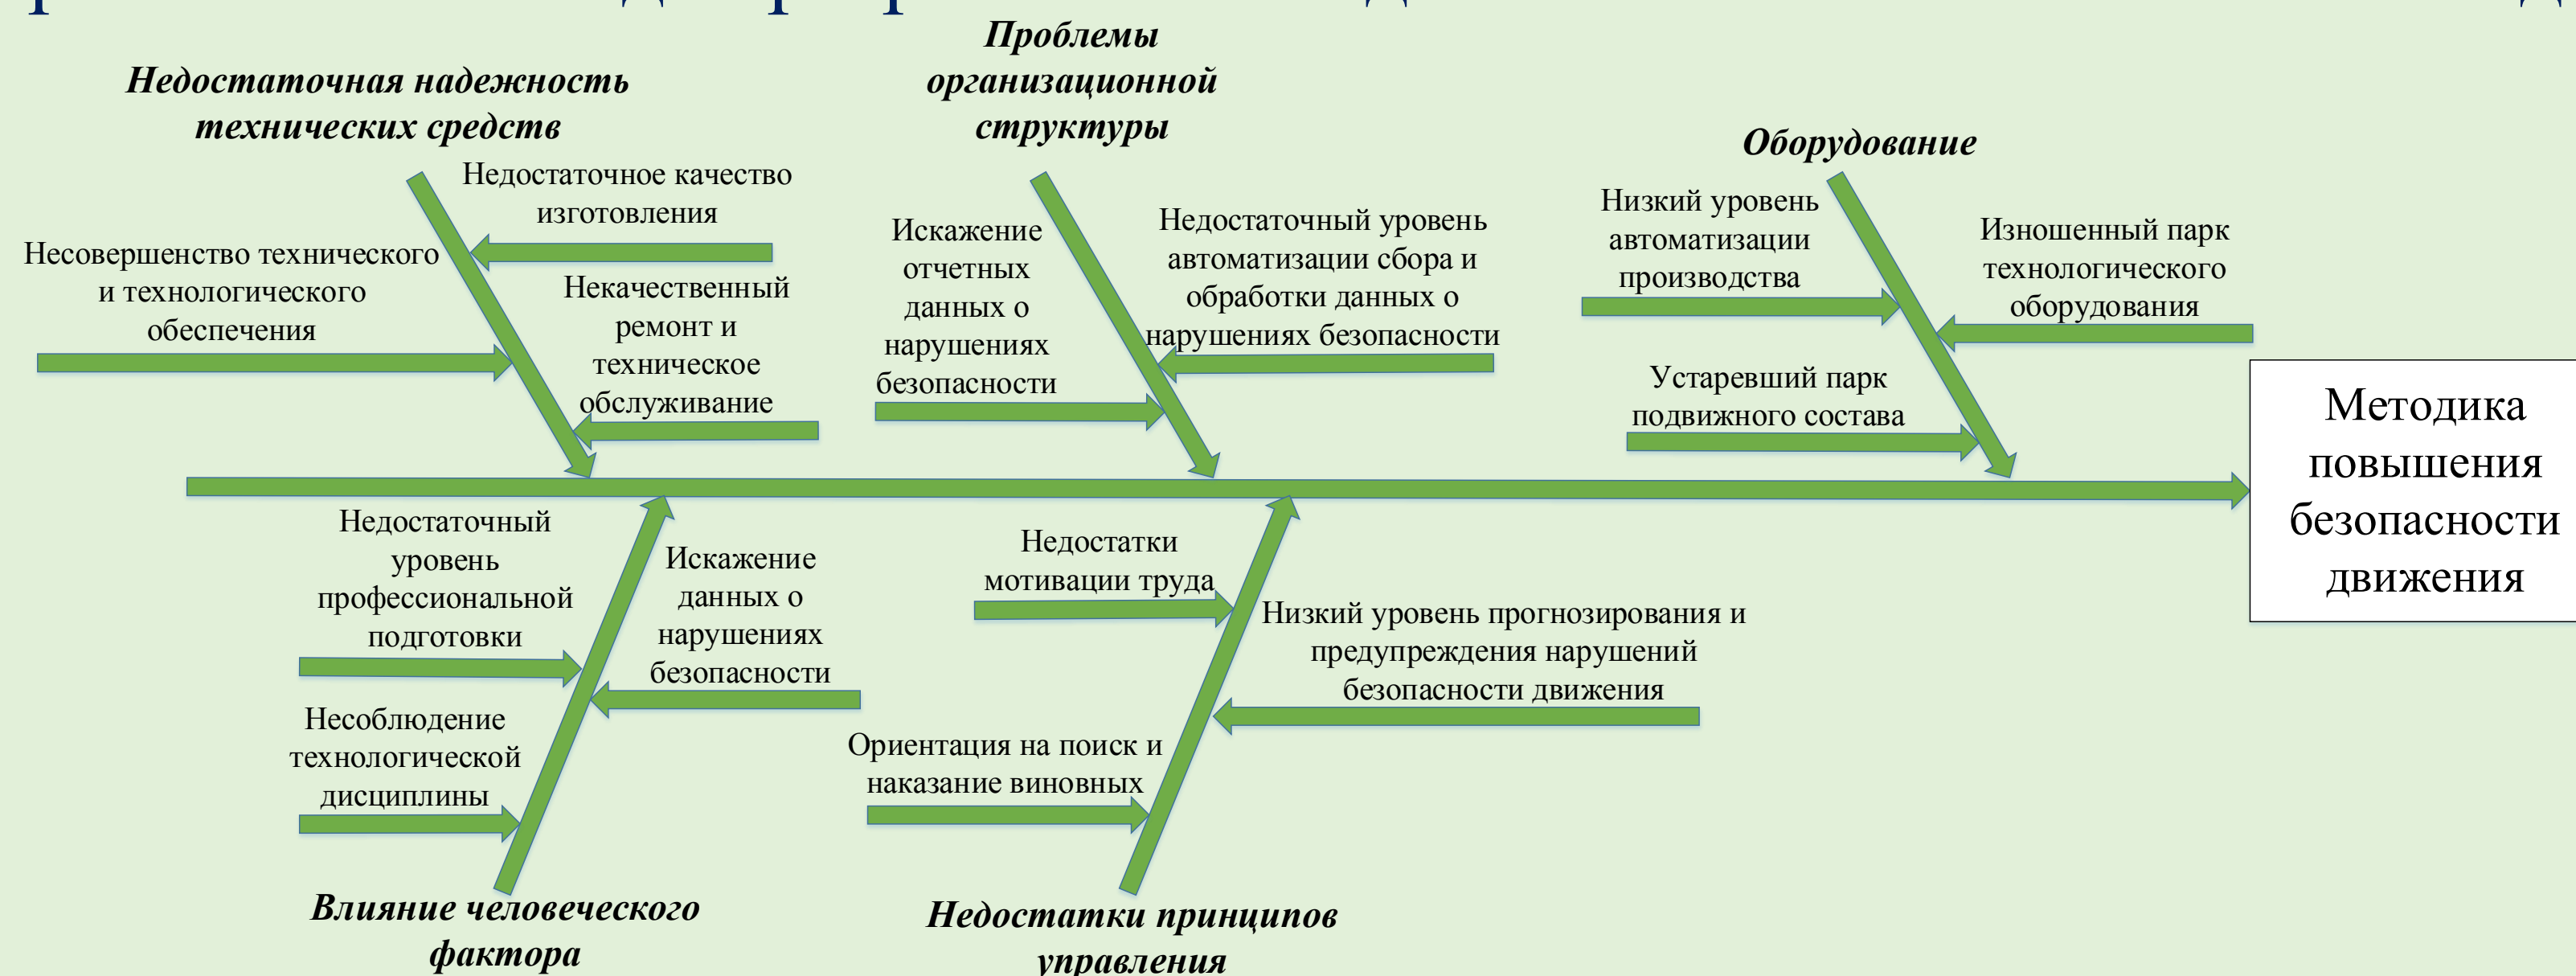 Недостаточная надежность
технических средств
Недостаточное качество
изготовления
Несовершенство технического
и технологического
обеспечения
Некачественный
ремонт и
техническое
обслуживание
Проблемы
организационной
структуры
Искажение
отчетных
данных о
нарушениях
безопасности
Недостаточный уровень
автоматизации сбора и
обработки данных о
нарушениях безопасности
Оборудование
Низкий уровень
автоматизации
производства
Изношенный парк
технологического
оборудования
Устаревший парк
подвижного состава
Методика
повышения
безопасности
движения
Недостаточный
уровень
профессиональной
подготовки
Искажение
данных о
нарушениях
безопасности
Несоблюдение
технологической
дисциплины
Влияние человеческого
фактора
Недостатки
мотивации труда
Низкий уровень прогнозирования и
предупреждения нарушений
безопасности движения
Ориентация на поиск и
наказание виновных
Недостатки принципов
управления